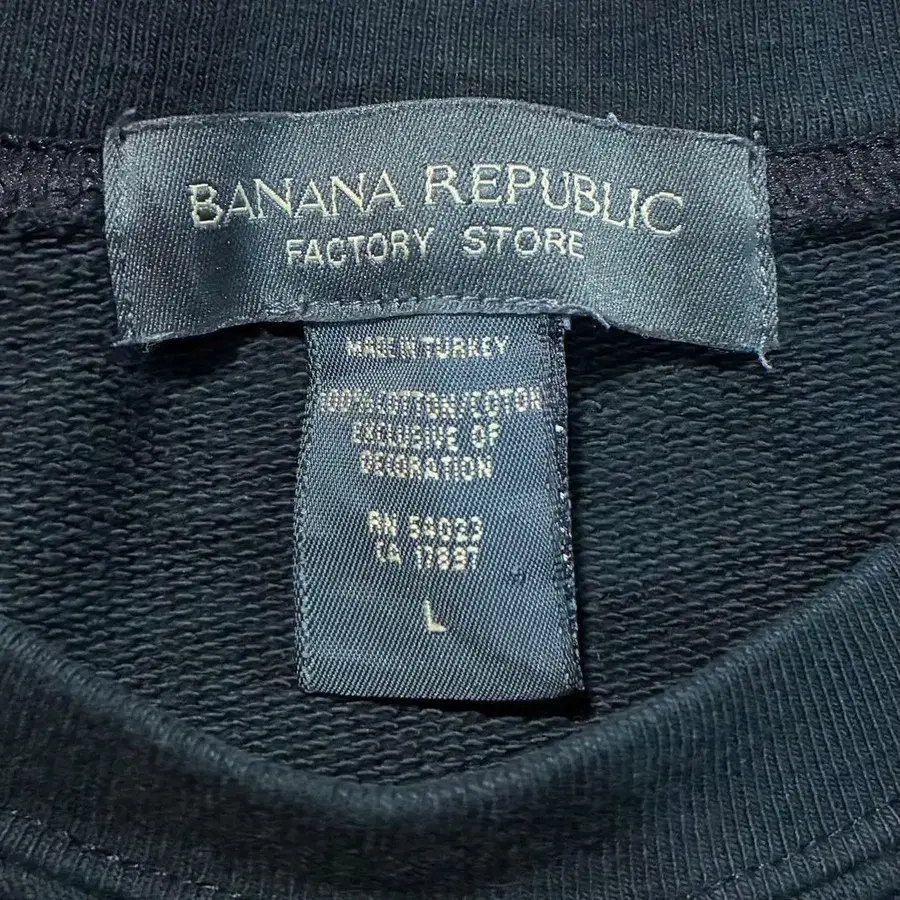 BANANA REPUBLIC
FACTORY STORE
MADE IN TURKEY
100% COTTON/COTON
EXCLUSIVE OF
DECORATION
RN 54023
CA 17897
L